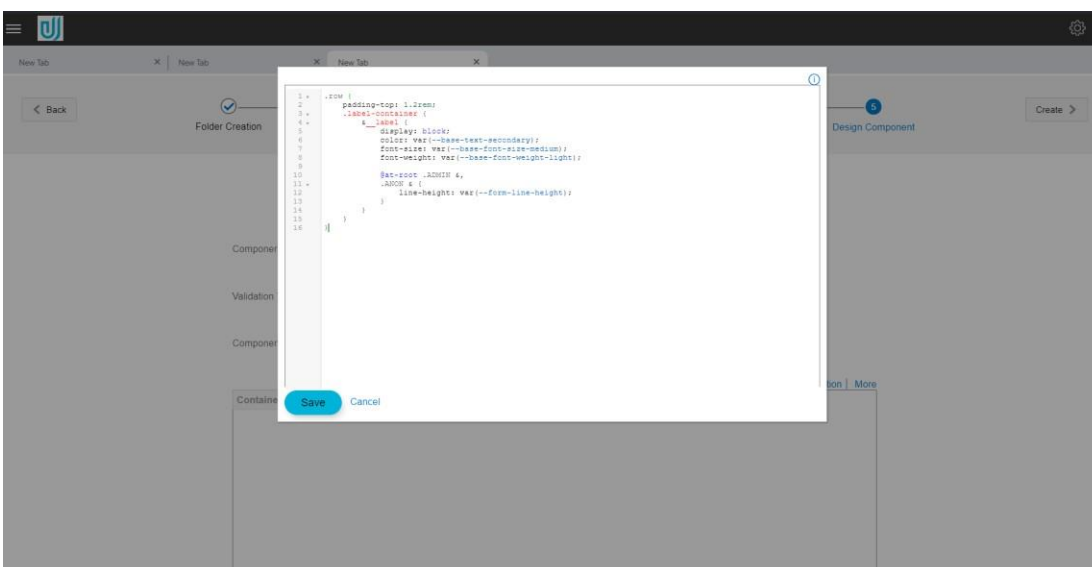 New Tab × New Tab × New Tab ×
Back
Folder Creation
5
Design Component
Create
1 .row {
2 padding-top: 1.2rem;
3 .label-container {
4 &__label {
5 display: block;
6 color: var(--base-text-secondary);
7 font-size: var(--base-font-size-medium);
8 font-weight: var(--base-font-weight-light);
9
10 @at-root .ADMIN &,
11 .ANON & {
12 line-height: var(--form-line-height);
13 }
14 }
15 }
16 }
Componen
Validation
Componen
tion | More
Containe
Save Cancel